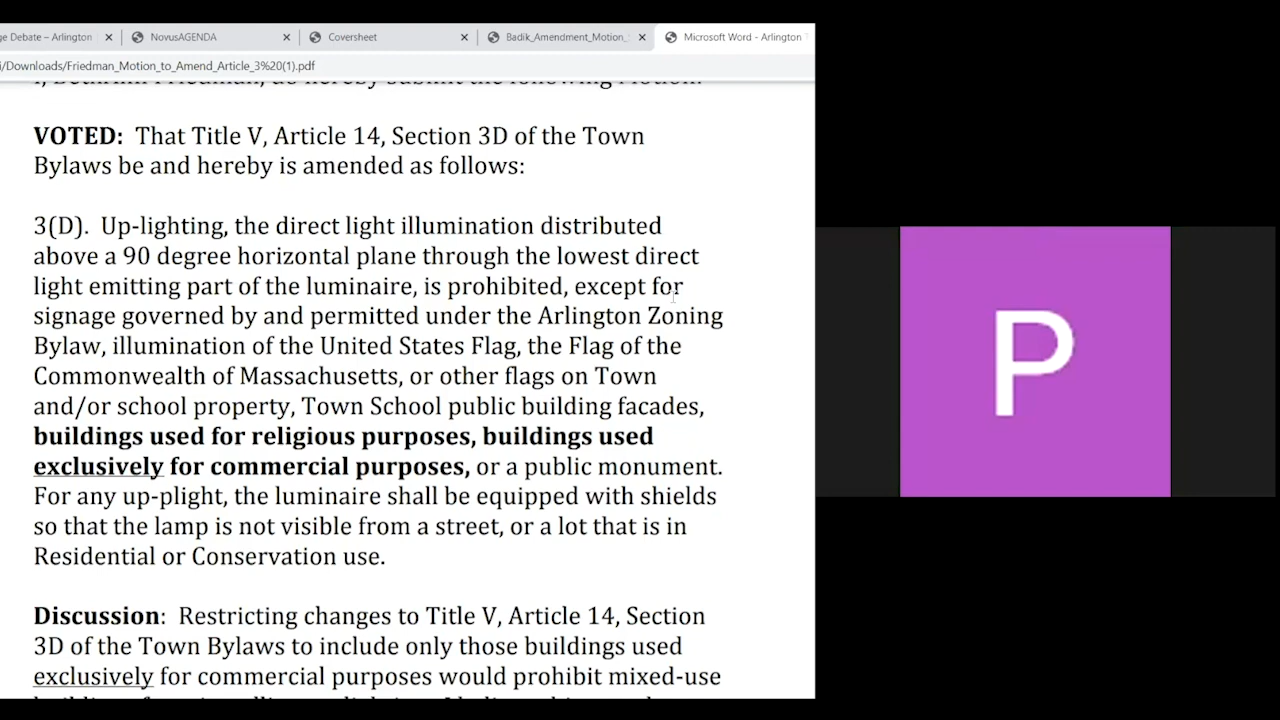 ge Debate – Arlington
NovusAGENDA
Coversheet
Badik_Amendment_Motion_
Microsoft Word - Arlington
i/Downloads/Friedman_Motion_to_Amend_Article_3%20(1).pdf
VOTED: That Title V, Article 14, Section 3D of the Town
Bylaws be and hereby is amended as follows:
3(D). Up-lighting, the direct light illumination distributed
above a 90 degree horizontal plane through the lowest direct
light emitting part of the luminaire, is prohibited, except for
signage governed by and permitted under the Arlington Zoning
Bylaw, illumination of the United States Flag, the Flag of the
Commonwealth of Massachusetts, or other flags on Town
and/or school property, Town School public building facades,
buildings used for religious purposes, buildings used
exclusively for commercial purposes, or a public monument.
For any up-plight, the luminaire shall be equipped with shields
so that the lamp is not visible from a street, or a lot that is in
Residential or Conservation use.
Discussion: Restricting changes to Title V, Article 14, Section
3D of the Town Bylaws to include only those buildings used
exclusively for commercial purposes would prohibit mixed-use
P